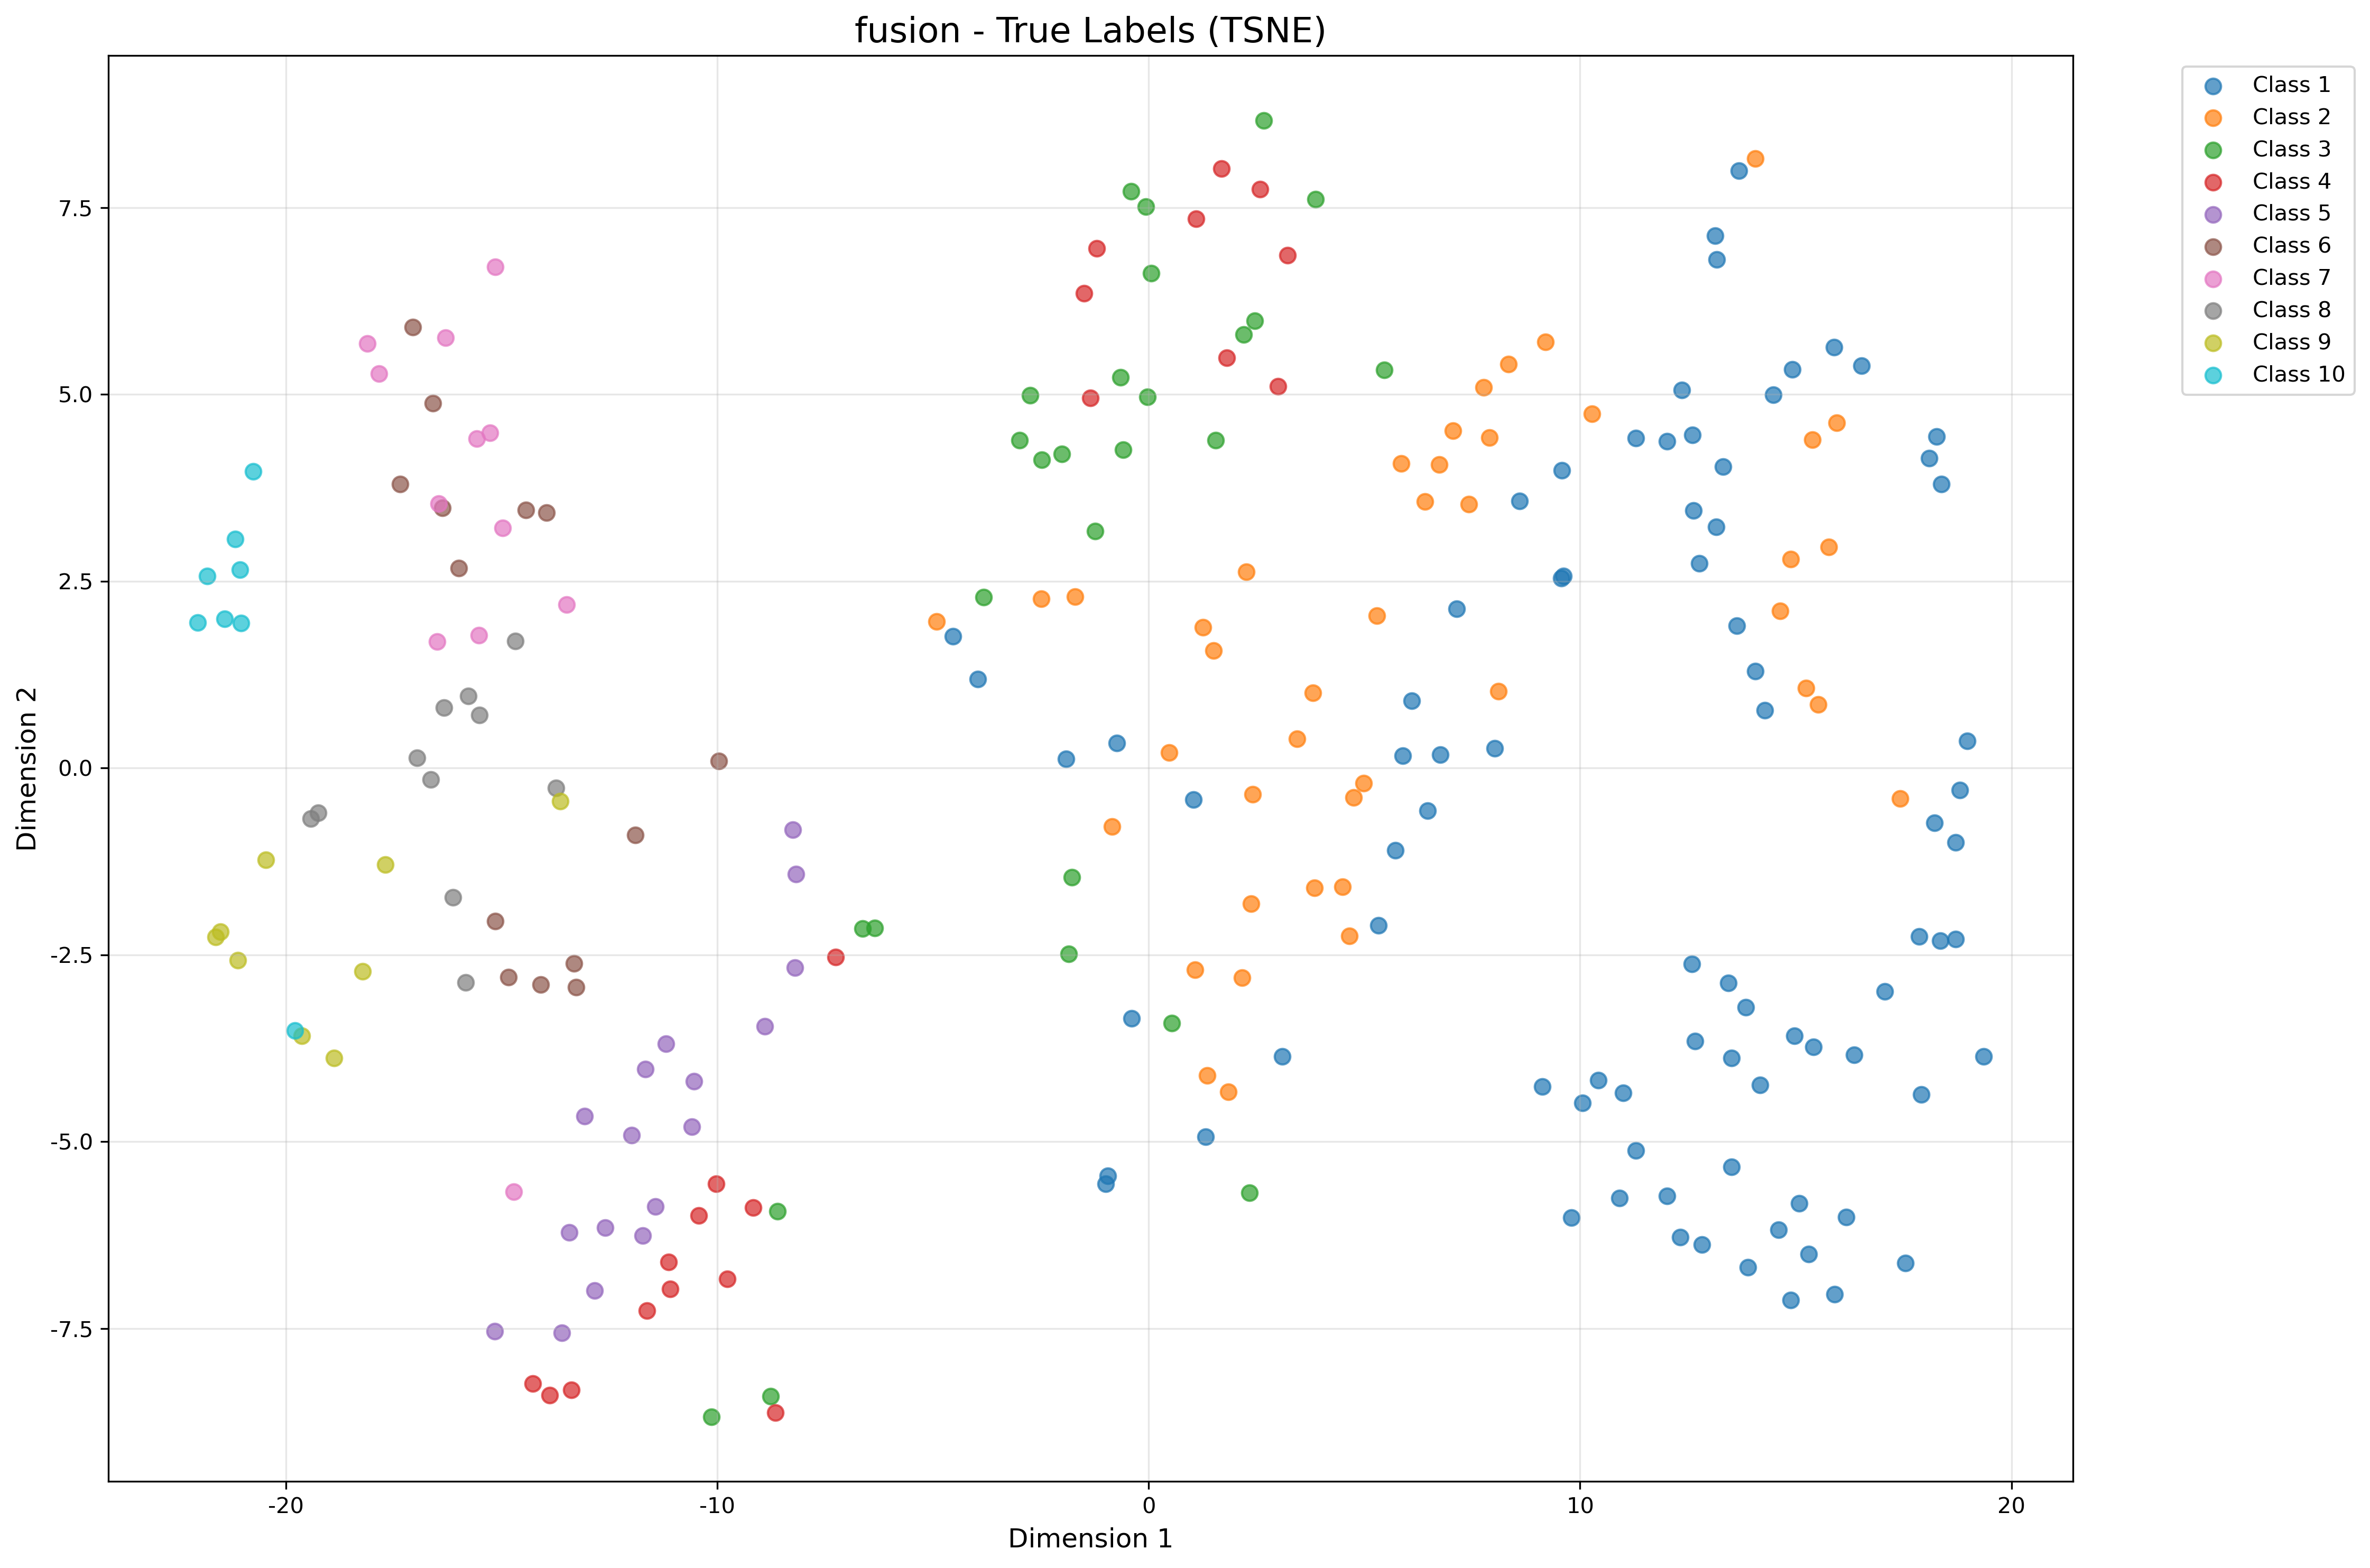 fusion - True Labels (TSNE)
Class 1
Class 2
Class 3
Class 4
Class 5
Class 6
Class 7
Class 8
Class 9
Class 10
Dimension 2
7.5
5.0
2.5
0.0
-2.5
-5.0
-7.5
-20 -10 0 10 20
Dimension 1